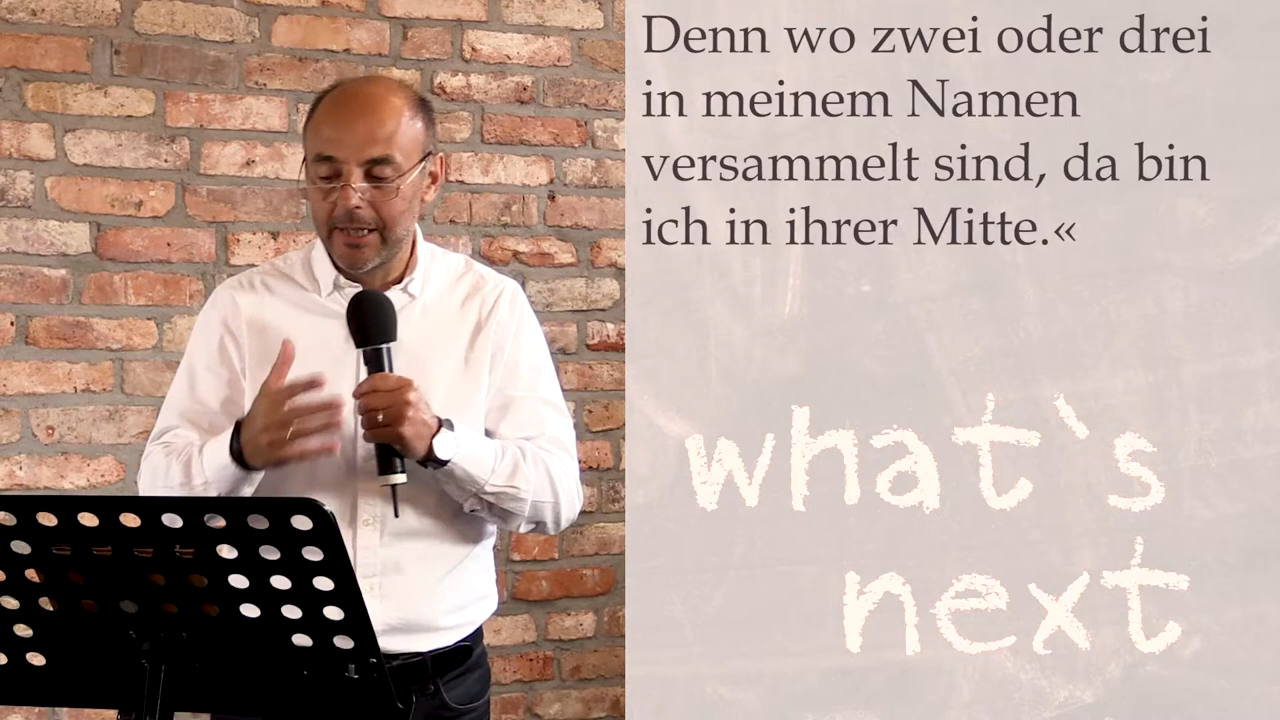 Denn wo zwei oder drei
in meinem Namen
versammelt sind, da bin
ich in ihrer Mitte.«
what`s
next